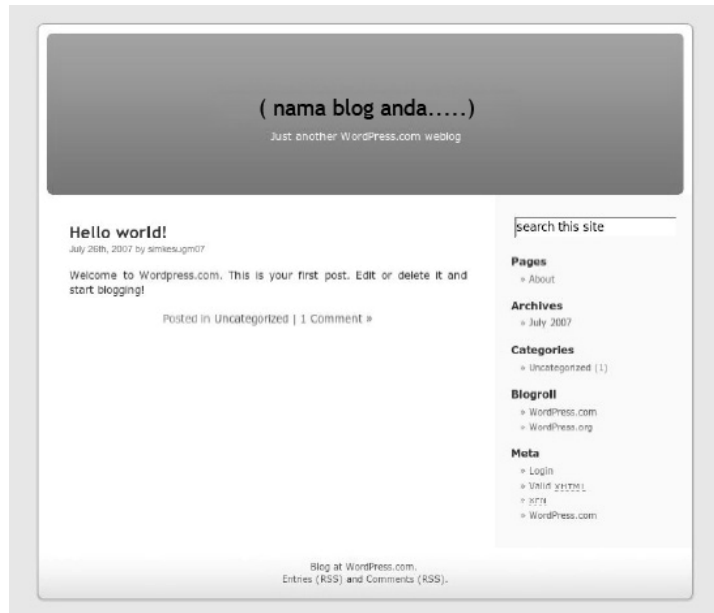 ( nama blog anda.....)
Just another WordPress.com weblog
Hello world!
July 26th, 2007 by simkesugm07
Welcome to Wordpress.com. This is your first post. Edit or delete it and
start blogging!
Posted in Uncategorized | 1 Comment »
search this site
Pages
» About
Archives
» July 2007
Categories
» Uncategorized (1)
Blogroll
» WordPress.com
» WordPress.org
Meta
» Login
» Valid XHTML
» XFN
» WordPress.com
Blog at WordPress.com.
Entries (RSS) and Comments (RSS).